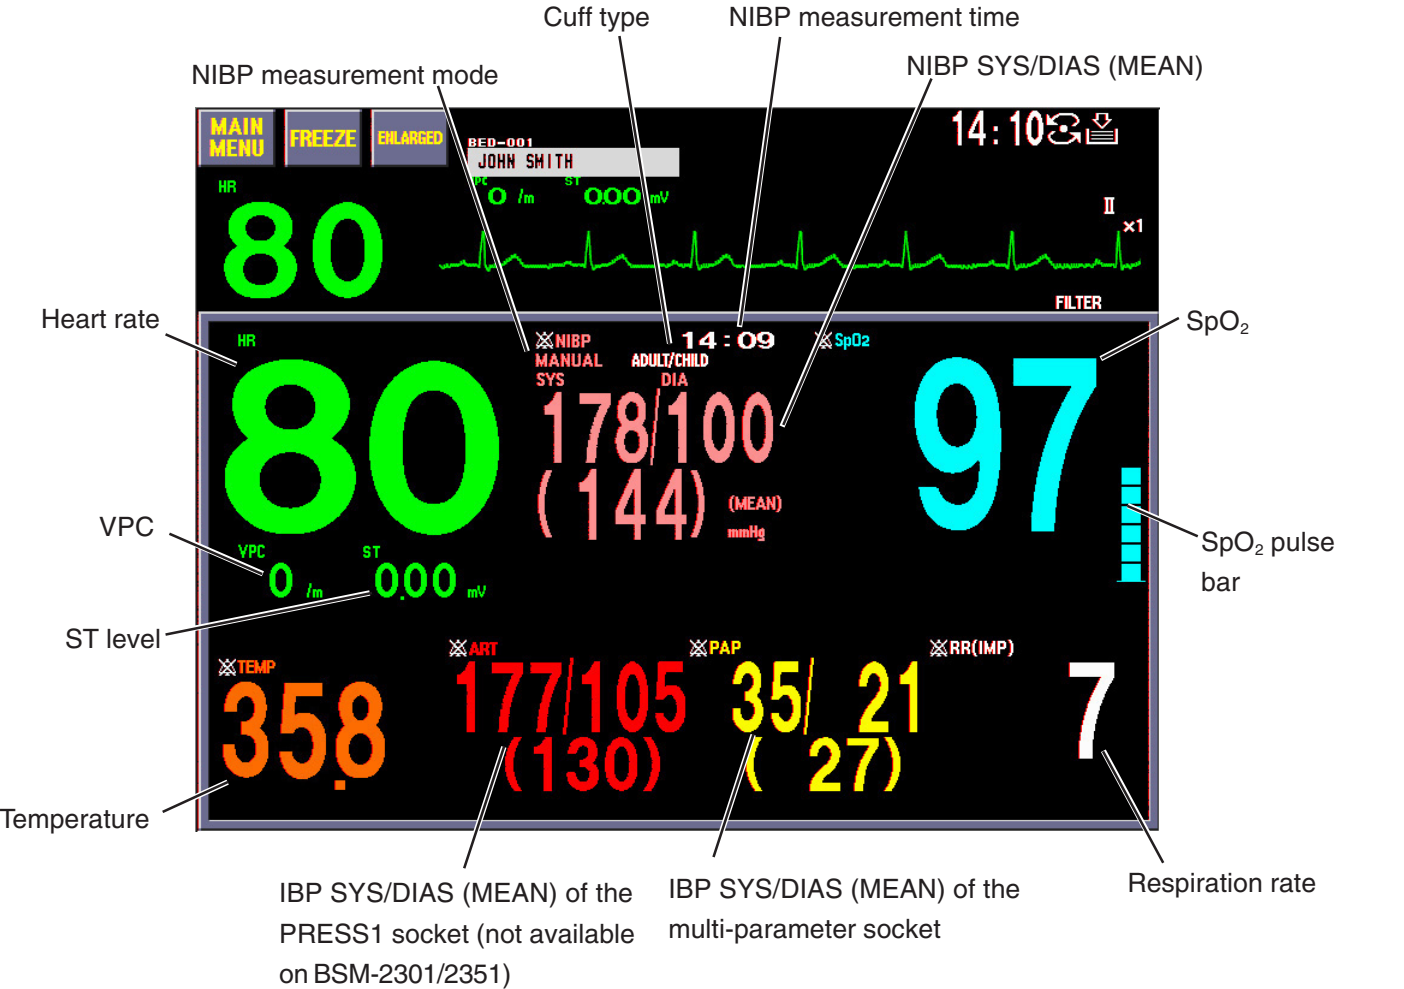 Cuff type
NIBP measurement time
NIBP measurement mode
NIBP SYS/DIAS (MEAN)
MAIN
MENU
FREEZE
ENLARGED
BED-001
JOHN SMITH
14:10
HR
80
PC
0 /m
ST
0.00 mV
II
×1
FILTER
Heart rate
SpO₂
HR
80
NIBP
14:09
MANUAL
ADULT/CHILD
SYS
DIA
178/100
(144)
(MEAN)
mmHg
SpO2
97
VPC
SpO₂ pulse
bar
VPC
0 /m
ST
0.00 mV
ST level
TEMP
35.8
ART
177/105
(130)
PAP
35/ 21
( 27)
RR(IMP)
7
Temperature
IBP SYS/DIAS (MEAN) of the
PRESS1 socket (not available
on BSM-2301/2351)
IBP SYS/DIAS (MEAN) of the
multi-parameter socket
Respiration rate